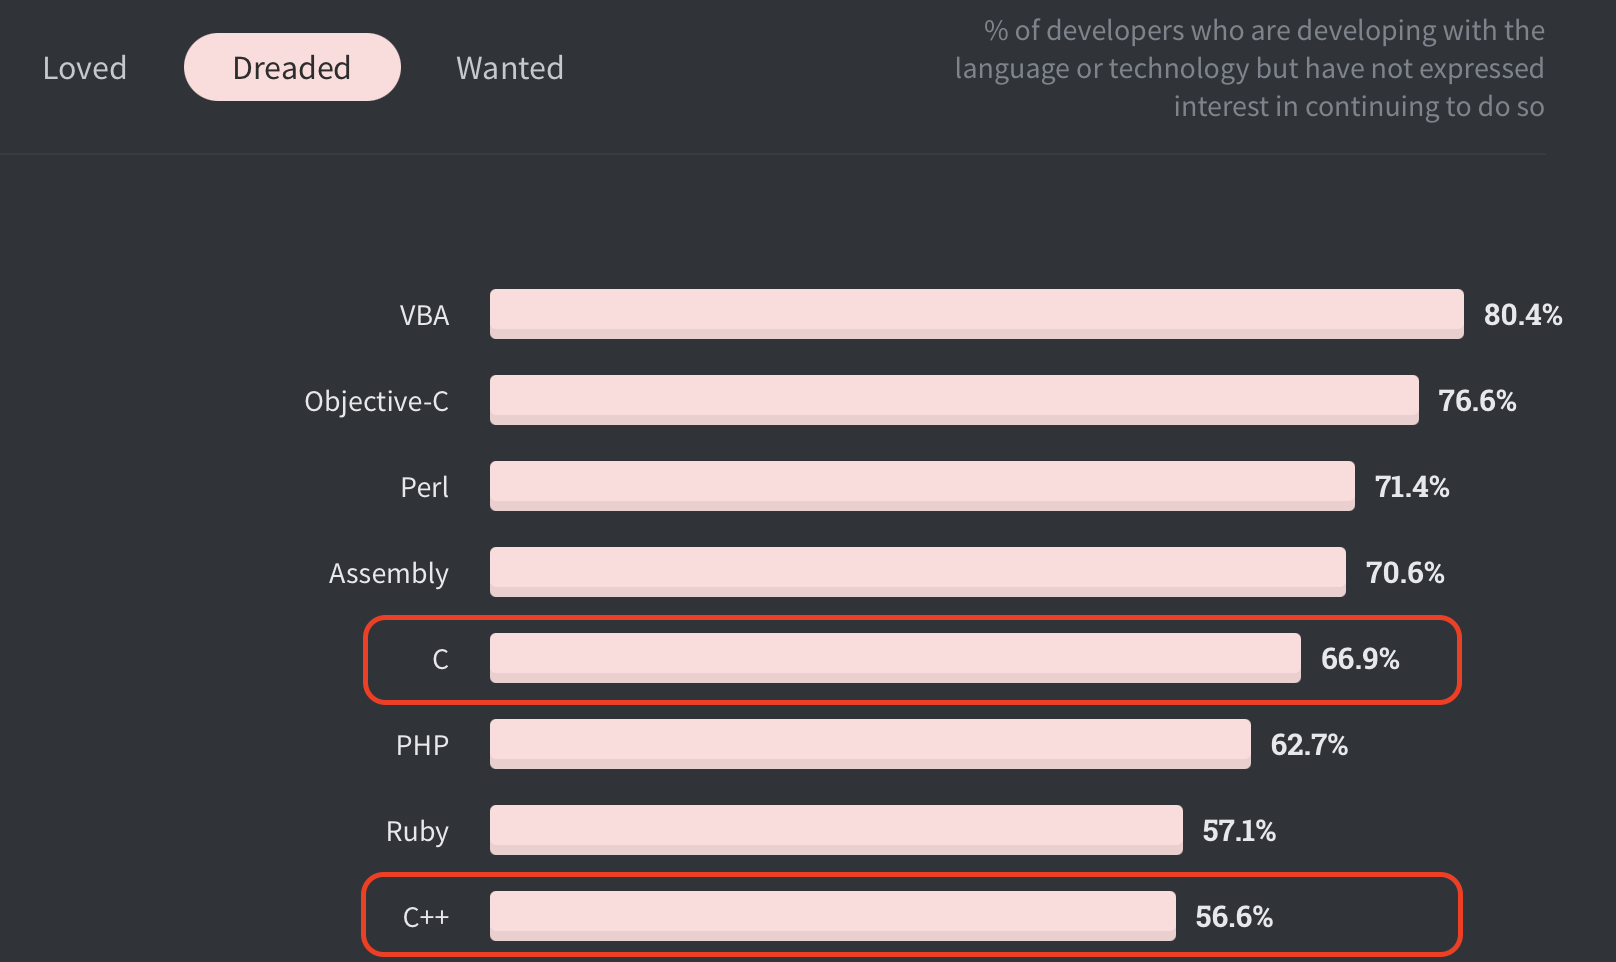 Loved
Dreaded
Wanted
% of developers who are developing with the
language or technology but have not expressed
interest in continuing to do so
VBA 80.4%
Objective-C 76.6%
Perl 71.4%
Assembly 70.6%
C 66.9%
PHP 62.7%
Ruby 57.1%
C++ 56.6%